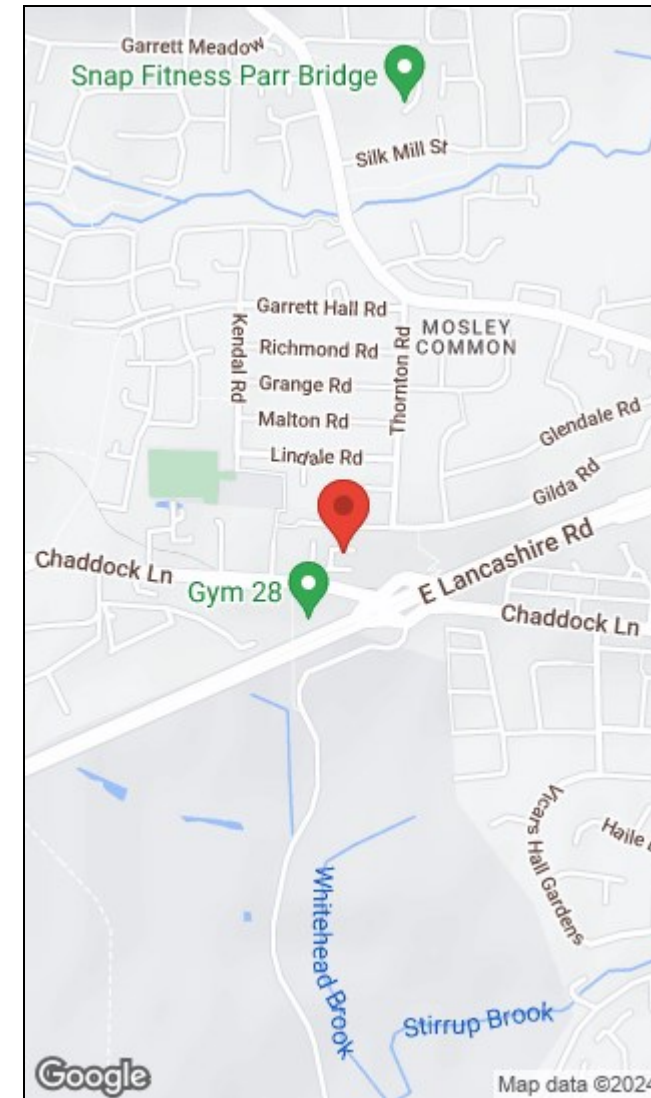 Garrett Meadow
Snap Fitness Parr Bridge
Silk Mill St
Garrett Hall Rd
MOSLEY
COMMON
Kendal Rd
Richmond Rd
Thornton Rd
Grange Rd
Malton Rd
Glendale Rd
Lindale Rd
Gilda Rd
E Lancashire Rd
Chaddock Ln
Gym 28
Chaddock Ln
Vicars Hall Gardens
Haile
Whitehead Brook
Stirrup Brook
Google
Map data ©2024